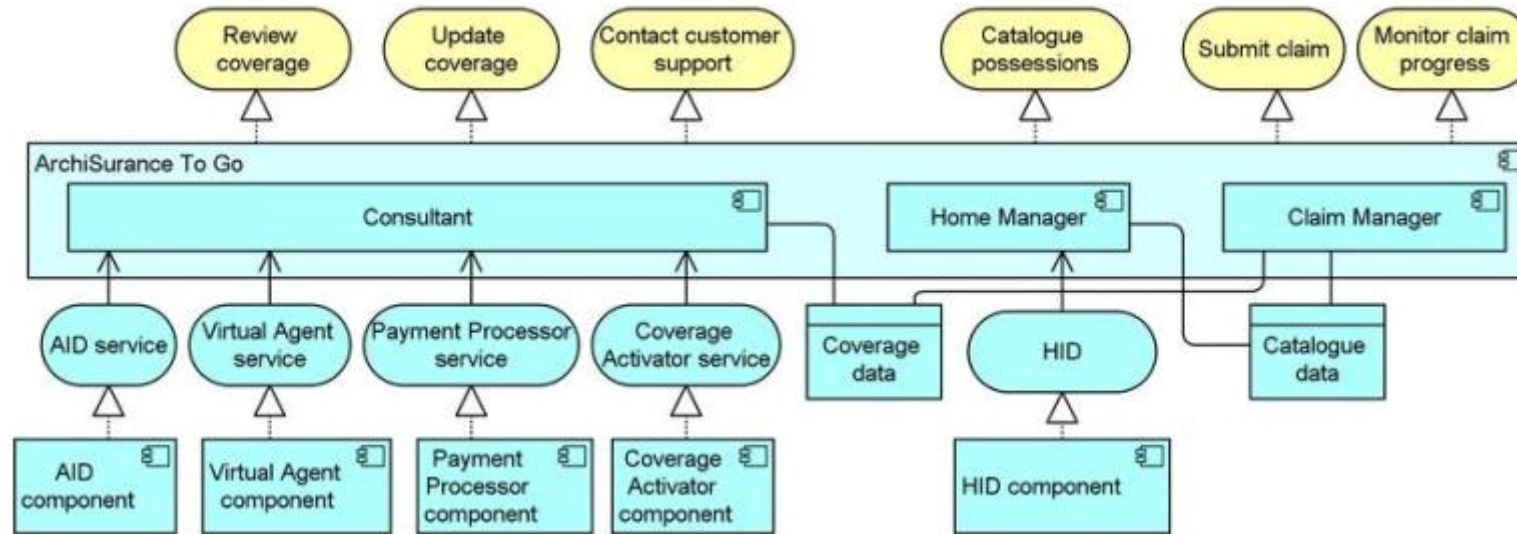 Review
coverage
Update
coverage
Contact customer
support
Catalogue
possessions
Submit claim
Monitor claim
progress
ArchiSurance To Go
Consultant
Home Manager
Claim Manager
AID service
Virtual Agent
service
Payment Processor
service
Coverage
Activator service
Coverage
data
HID
Catalogue
data
AID
component
Virtual Agent
component
Payment
Processor
component
Coverage
Activator
component
HID component